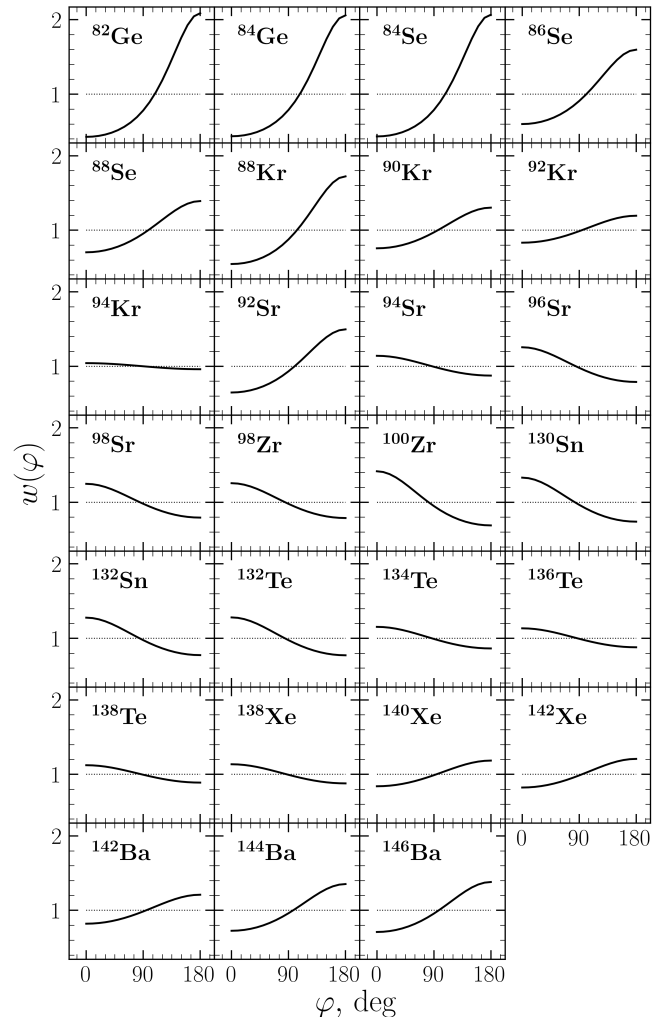 2
⁸²Ge ⁸⁴Ge ⁸⁴Se ⁸⁶Se
1
2
⁸⁸Se ⁸⁸Kr ⁹⁰Kr ⁹²Kr
1
2
⁹⁴Kr ⁹²Sr ⁹⁴Sr ⁹⁶Sr
1
2
⁹⁸Sr ⁹⁸Zr ¹⁰⁰Zr ¹³⁰Sn
1
w(φ)
2
¹³²Sn ¹³²Te ¹³⁴Te ¹³⁶Te
1
2
¹³⁸Te ¹³⁸Xe ¹⁴⁰Xe ¹⁴²Xe
1
0 90 180
2
¹⁴²Ba ¹⁴⁴Ba ¹⁴⁶Ba
1
0 90 180 0 90 180 0 90 180
φ, deg